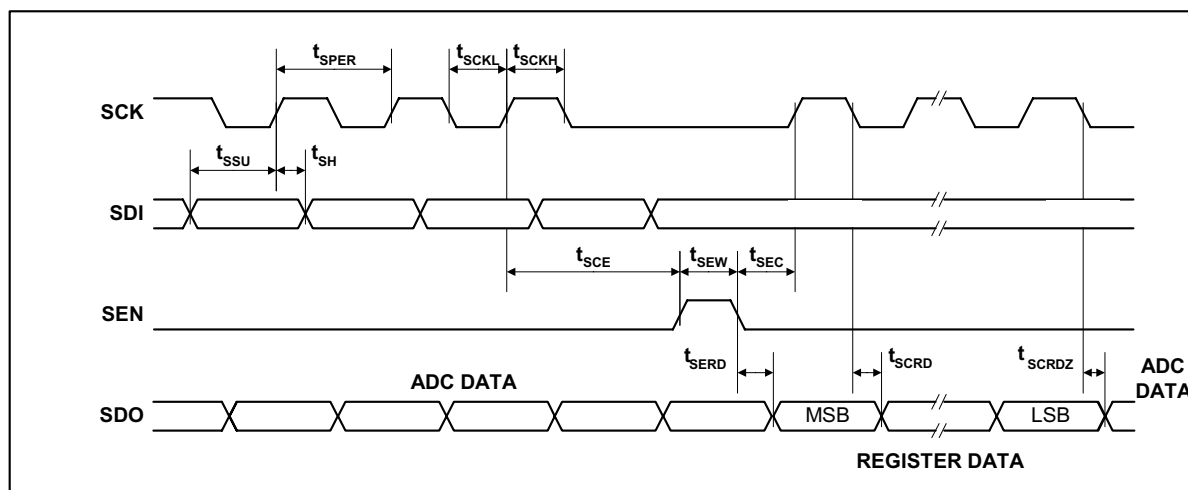 tSPER
tSCKL
tSCKH
SCK
tSSU
tSH
SDI
tSCE
tSEW
tSEC
SEN
tSERD
tSCRD
tSCRDZ
ADC DATA
ADC
DATA
SDO
MSB
LSB
REGISTER DATA